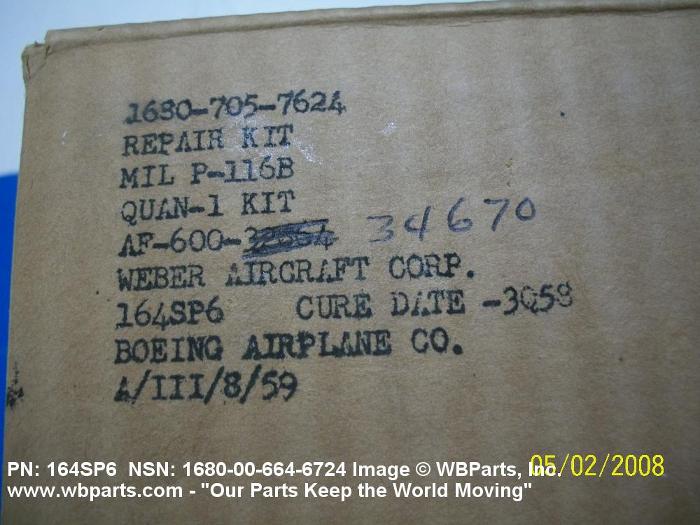 1680-705-7624
REPAIR KIT
MIL P-116B
QUAN-1 KIT
AF-600- 34670
WEBER AIRCRAFT CORP.
164SP6 CURE DATE -3Q58
BOEING AIRPLANE CO.
A/III/8/59
PN: 164SP6 NSN: 1680-00-664-6724 Image © WBParts, Inc.
05/02/2008
www.wbparts.com - "Our Parts Keep the World Moving"